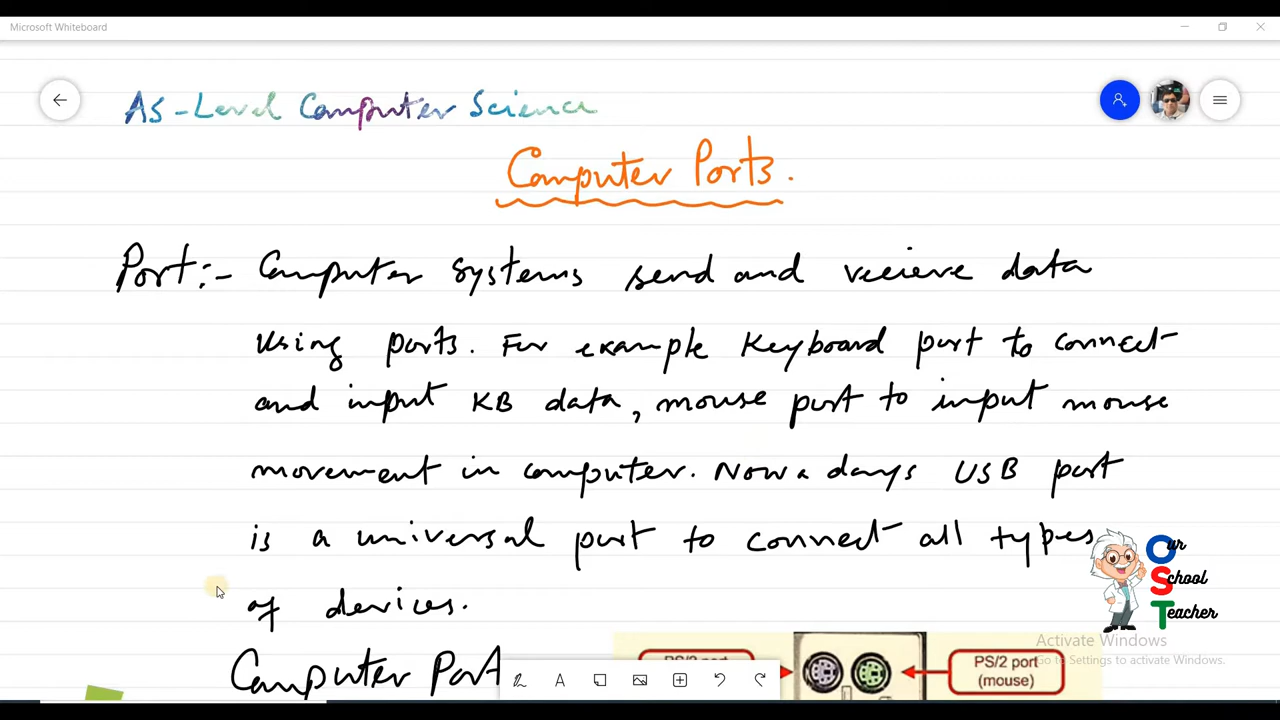 Microsoft Whiteboard
As-Level Computer Science
Computer Ports.
Port:- Computer systems send and recieve data
using ports. For example Keyboard port to connect
and input KB data, mouse port to input mouse
movement in computer. Now a days USB port
is a universal port to connect all types
of devices.
Our
School
Teacher
Activate Windows
Go to Settings to activate Windows.
Computer Port
PS/2 port
PS/2 port
(mouse)